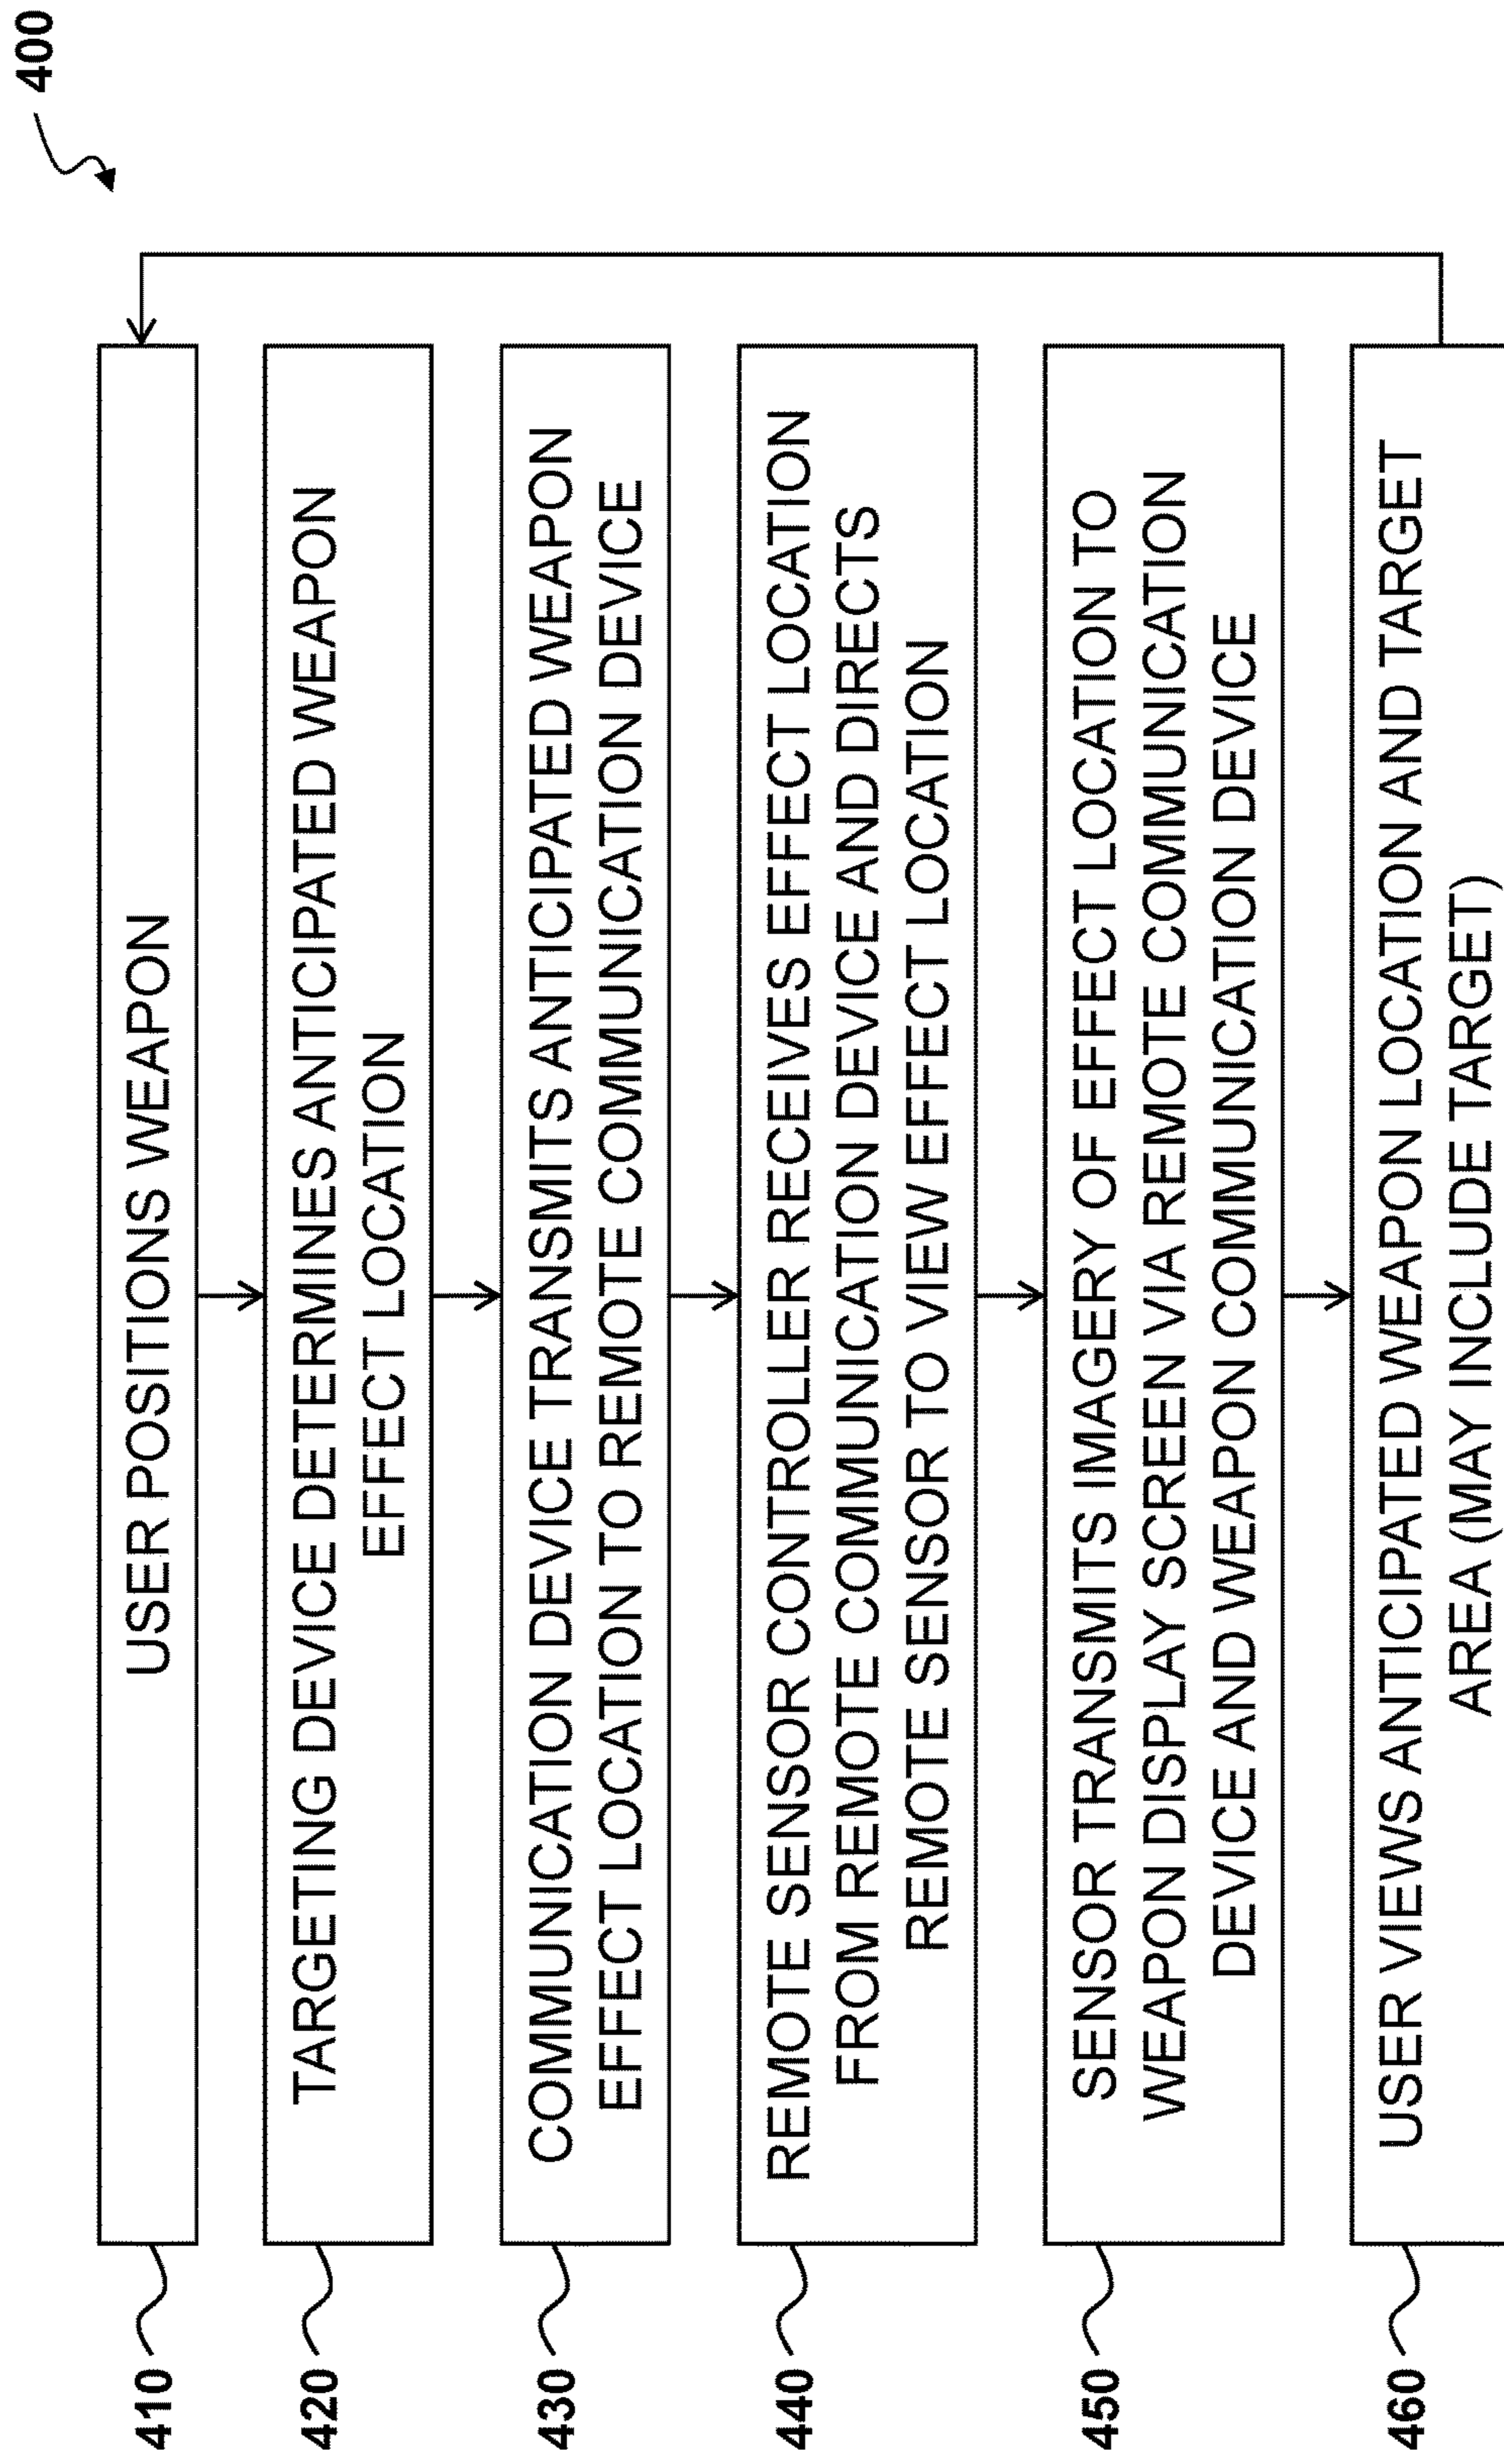 400
410
USER POSITIONS WEAPON
420
TARGETING DEVICE DETERMINES ANTICIPATED WEAPON
EFFECT LOCATION
430
COMMUNICATION DEVICE TRANSMITS ANTICIPATED WEAPON
EFFECT LOCATION TO REMOTE COMMUNICATION DEVICE
440
REMOTE SENSOR CONTROLLER RECEIVES EFFECT LOCATION
FROM REMOTE COMMUNICATION DEVICE AND DIRECTS
REMOTE SENSOR TO VIEW EFFECT LOCATION
450
SENSOR TRANSMITS IMAGERY OF EFFECT LOCATION TO
WEAPON DISPLAY SCREEN VIA REMOTE COMMUNICATION
DEVICE AND WEAPON COMMUNICATION DEVICE
460
USER VIEWS ANTICIPATED WEAPON LOCATION AND TARGET
AREA (MAY INCLUDE TARGET)